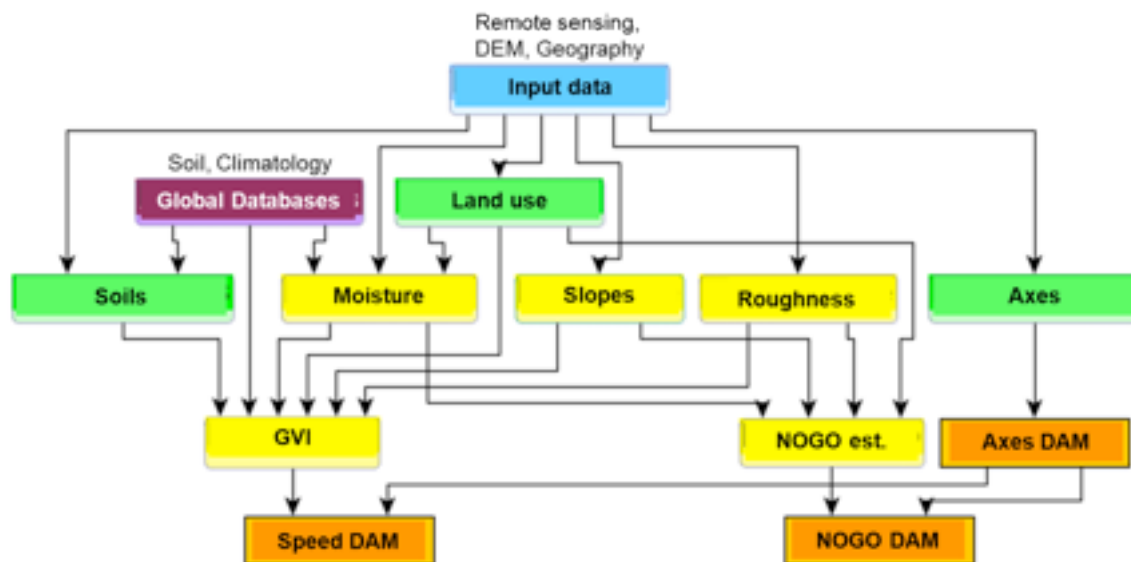 Remote sensing,
DEM, Geography
Input data
Soil, Climatology
Global Databases
Land use
Soils
Moisture
Slopes
Roughness
Axes
GVI
NOGO est.
Axes DAM
Speed DAM
NOGO DAM